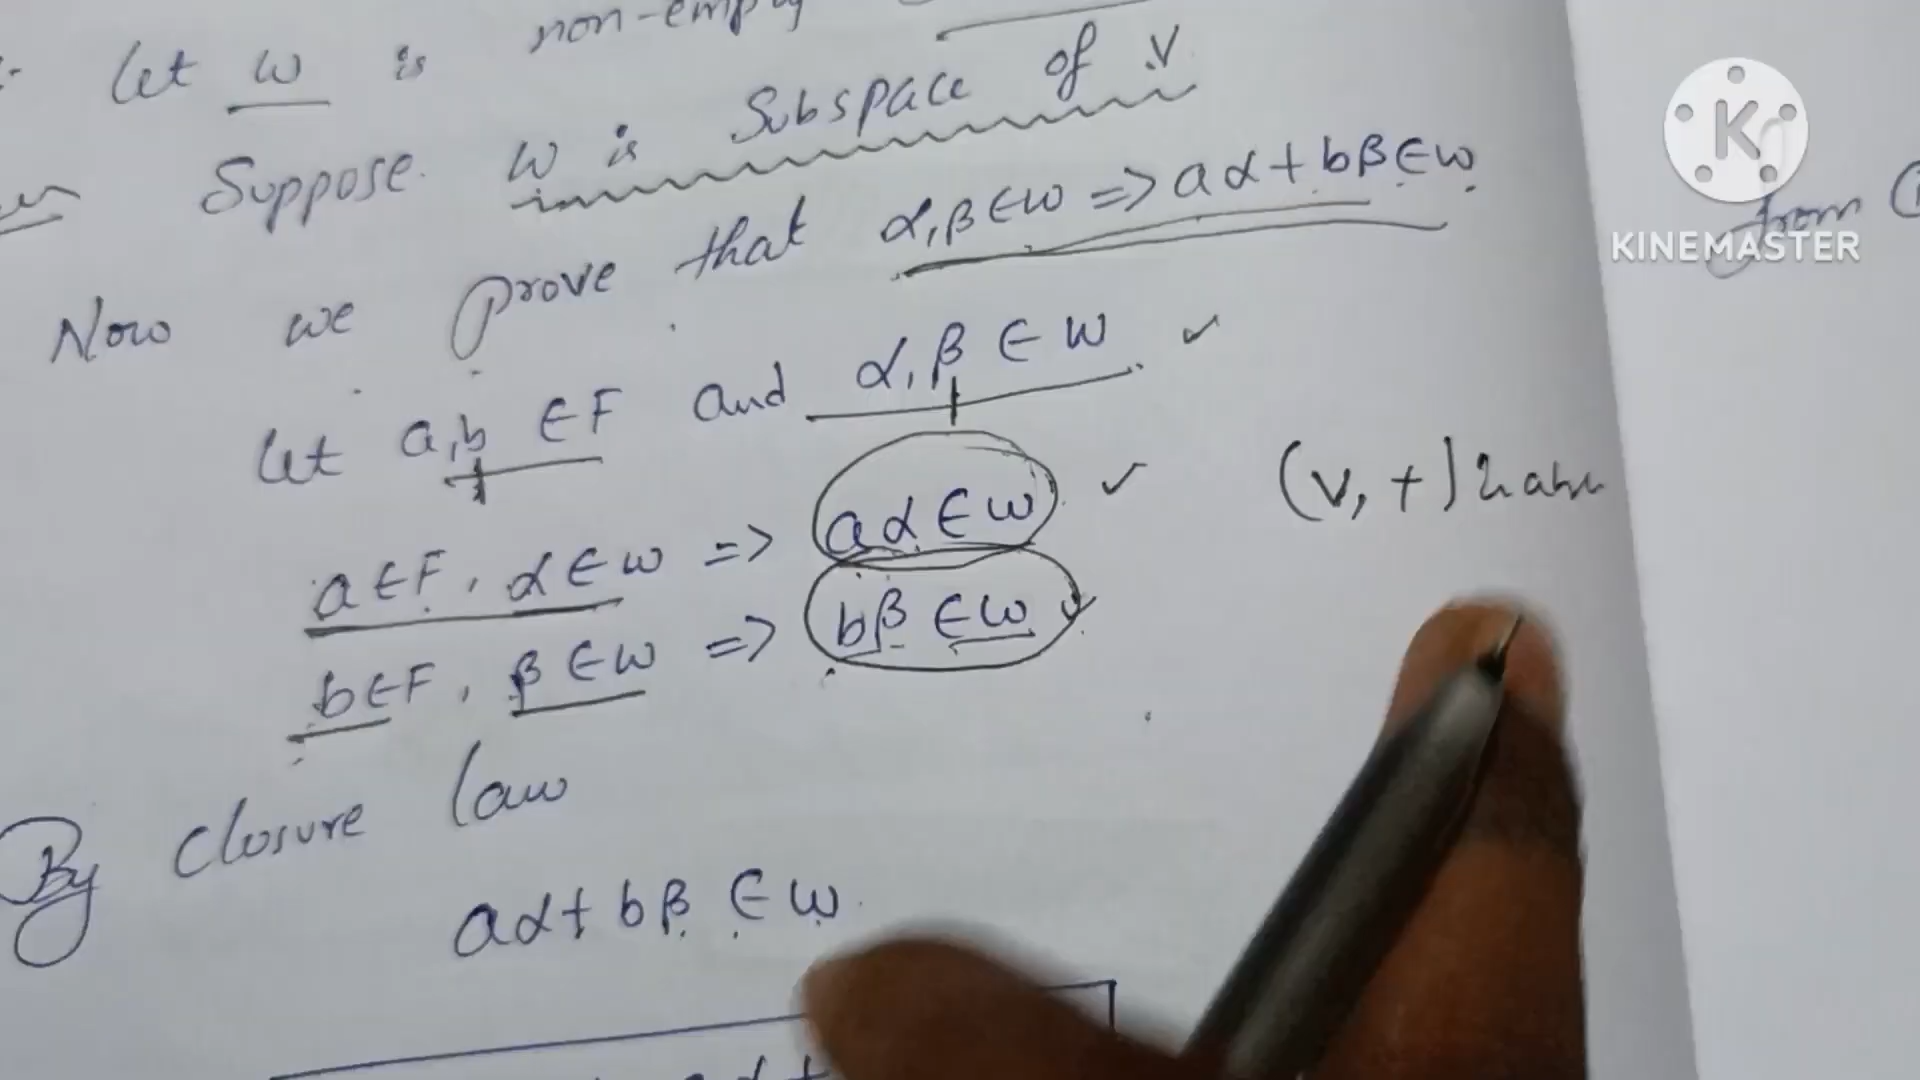 let W is non-empty
Suppose. W is Subspace of V
Now we prove that α, β ∈ W => aα + bβ ∈ W
let a, b ∈ F and α, β ∈ W ✓
a ∈ F, α ∈ W => aα ∈ W ✓
(V, +)
b ∈ F, β ∈ W => bβ ∈ W ✓
By closure law
aα + bβ ∈ W.
from
K
KINEMASTER